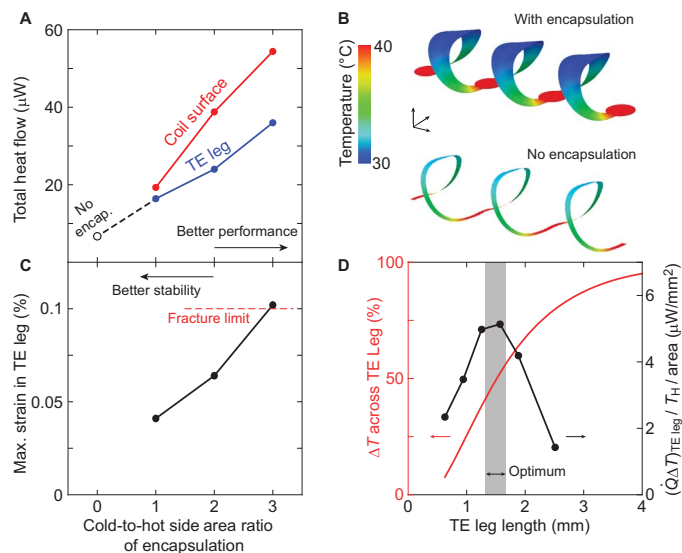 A
Total heat flow (μW)
60
40
20
Coil surface
TE leg
No
encap.
Better performance
B
With encapsulation
Temperature (°C)
40
30
No encapsulation
C
Max. strain in TE leg (%)
0.1
0.05
0
Better stability
Fracture limit
0 1 2 3
Cold-to-hot side area ratio
of encapsulation
D
ΔT across TE Leg (%)
100
50
0
(Q̇ΔT)TE leg / TH / area (μW/mm2)
6
4
2
0
Optimum
0 1 2 3 4
TE leg length (mm)